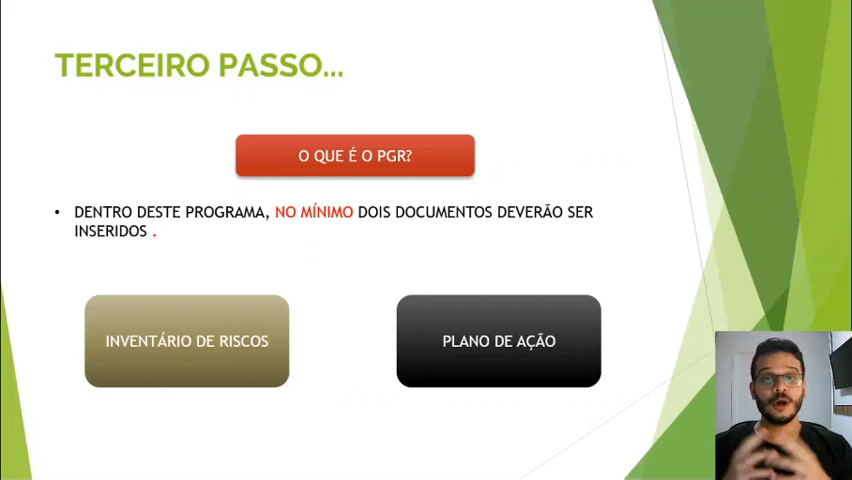 TERCEIRO PASSO...
O QUE É O PGR?
• DENTRO DESTE PROGRAMA, NO MÍNIMO DOIS DOCUMENTOS DEVERÃO SER
INSERIDOS .
INVENTÁRIO DE RISCOS
PLANO DE AÇÃO